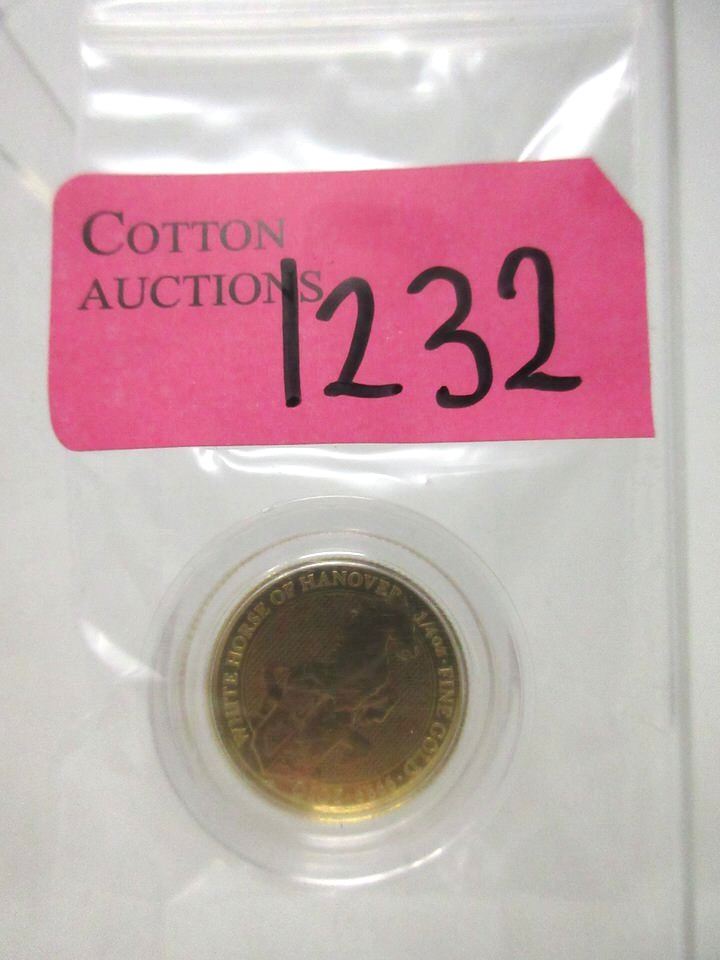 COTTON
AUCTIONS
1232
WHITE HORSE OF HANOVER · 1/4oz · FINE GOLD ·